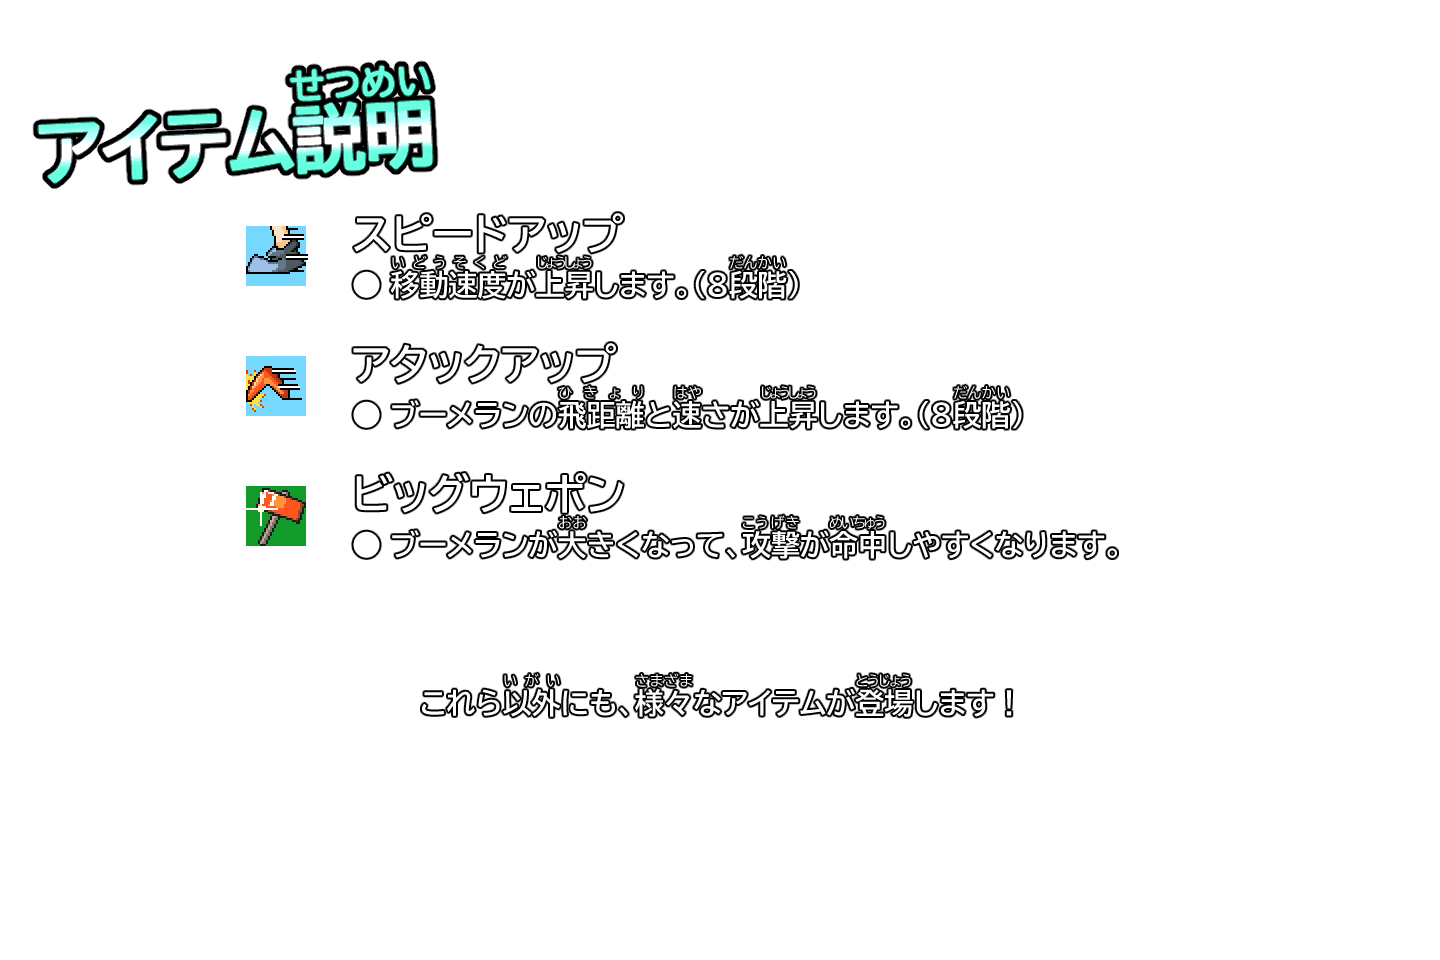 せつめい
アイテム説明
スピードアップ
いどうそくど じょうしょう だんかい
○ 移動速度が上昇します。（８段階）
アタックアップ
ひきょり はや じょうしょう だんかい
○ ブーメランの飛距離と速さが上昇します。（８段階）
ビッグウェポン
おお こうげき めいちゅう
○ ブーメランが大きくなって、攻撃が命中しやすくなります。
いがい さまざま とうじょう
これら以外にも、様々なアイテムが登場します！